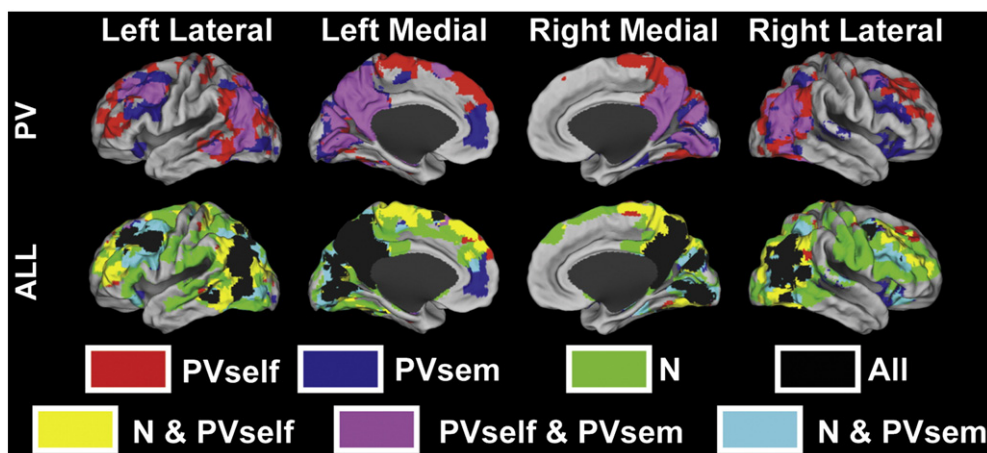 Left Lateral Left Medial Right Medial Right Lateral
PV
ALL
PVself PVsem N All
N & PVself PVself & PVsem N & PVsem